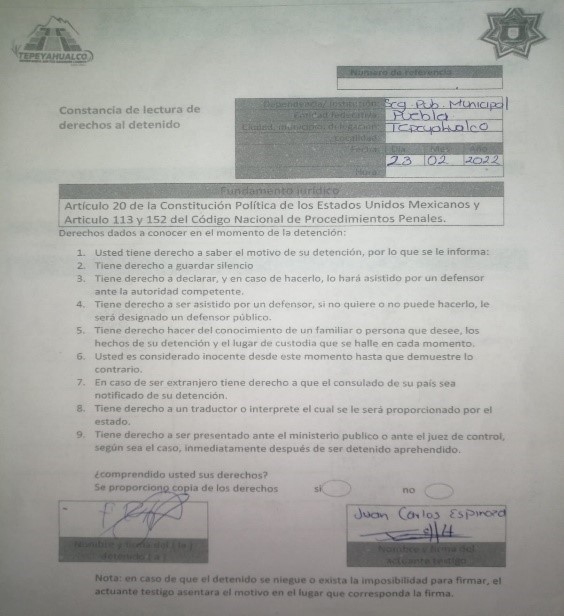 TEPEYAHUALCO
Número de referencia
Constancia de lectura de
derechos al detenido
Seg. Pub. Municipal
Entidad federativa: Puebla
Tepeyahualco
Fecha: Día Mes Año
23 02 2022
Hora:
Fundamento jurídico
Artículo 20 de la Constitución Política de los Estados Unidos Mexicanos y
Artículo 113 y 152 del Código Nacional de Procedimientos Penales.
Derechos dados a conocer en el momento de la detención:
1. Usted tiene derecho a saber el motivo de su detención, por lo que se le informa:
2. Tiene derecho a guardar silencio
3. Tiene derecho a declarar, y en caso de hacerlo, lo hará asistido por un defensor
ante la autoridad competente.
4. Tiene derecho a ser asistido por un defensor, si no quiere o no puede hacerlo, le
será designado un defensor público.
5. Tiene derecho hacer del conocimiento de un familiar o persona que desee, los
hechos de su detención y el lugar de custodia que se halle en cada momento.
6. Usted es considerado inocente desde este momento hasta que demuestre lo
contrario.
7. En caso de ser extranjero tiene derecho a que el consulado de su país sea
notificado de su detención.
8. Tiene derecho a un traductor o interprete el cual se le será proporcionado por el
estado.
9. Tiene derecho a ser presentado ante el ministerio publico o ante el juez de control,
según sea el caso, inmediatamente después de ser detenido aprehendido.
¿comprendido usted sus derechos?
Se proporciono copia de los derechos si no
Juan Carlos Espinoza
Nombre y firma del (la)
detenido (a)
Nombre y firma del
actuante testigo
Nota: en caso de que el detenido se niegue o exista la imposibilidad para firmar, el
actuante testigo asentara el motivo en el lugar que corresponda la firma.